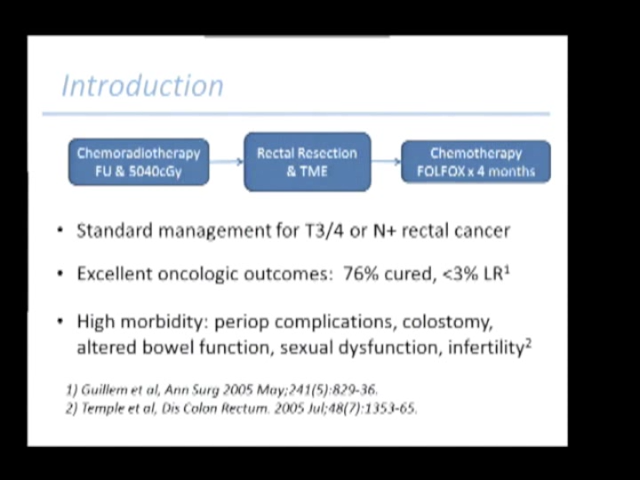 Introduction
Chemoradiotherapy
FU & 5040cGy
Rectal Resection
& TME
Chemotherapy
FOLFOX x 4 months
• Standard management for T3/4 or N+ rectal cancer
• Excellent oncologic outcomes: 76% cured, <3% LR1
• High morbidity: periop complications, colostomy,
altered bowel function, sexual dysfunction, infertility2
1) Guillem et al, Ann Surg 2005 May;241(5):829-36.
2) Temple et al, Dis Colon Rectum. 2005 Jul;48(7):1353-65.